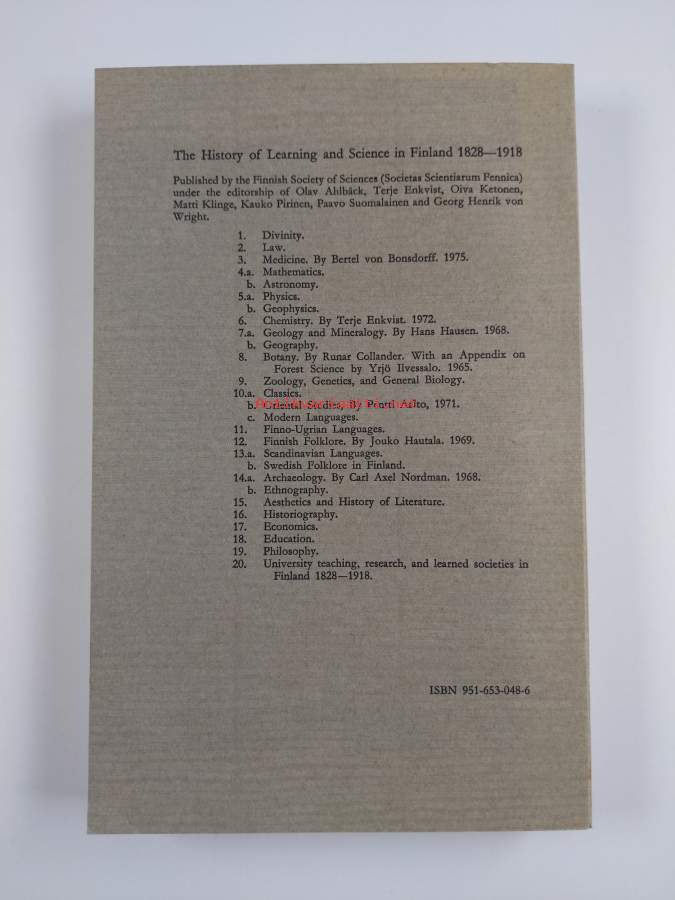 The History of Learning and Science in Finland 1828—1918
Published by the Finnish Society of Sciences (Societas Scientiarum Fennica)
under the editorship of Olav Ahlbäck, Terje Enkvist, Oiva Ketonen,
Matti Klinge, Kauko Pirinen, Paavo Suomalainen and Georg Henrik von
Wright.
1. Divinity.
2. Law.
3. Medicine. By Bertel von Bonsdorff. 1975.
4.a. Mathematics.
b. Astronomy.
5.a. Physics.
b. Geophysics.
6. Chemistry. By Terje Enkvist. 1972.
7.a. Geology and Mineralogy. By Hans Hausen. 1968.
b. Geography.
8. Botany. By Runar Collander. With an Appendix on
Forest Science by Yrjö Ilvessalo. 1965.
9. Zoology, Genetics, and General Biology.
10.a. Classics.
b. Oriental Studies. By Pentti Aalto, 1971.
c. Modern Languages.
11. Finno-Ugrian Languages.
12. Finnish Folklore. By Jouko Hautala. 1969.
13.a. Scandinavian Languages.
b. Swedish Folklore in Finland.
14.a. Archaeology. By Carl Axel Nordman. 1968.
b. Ethnography.
15. Aesthetics and History of Literature.
16. Historiography.
17. Economics.
18. Education.
19. Philosophy.
20. University teaching, research, and learned societies in
Finland 1828—1918.
ISBN 951-653-048-6